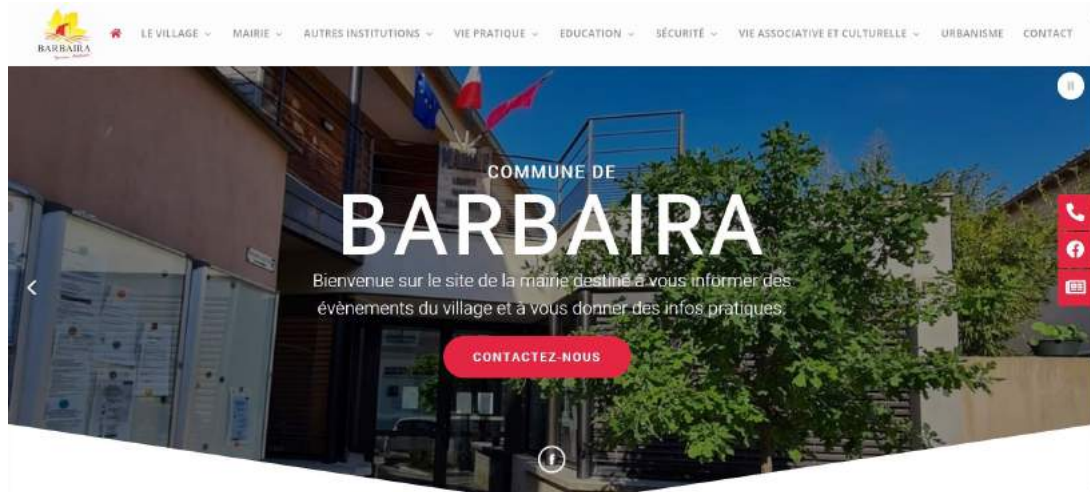 BARBAIRA
LE VILLAGE
MAIRIE
AUTRES INSTITUTIONS
VIE PRATIQUE
EDUCATION
SÉCURITÉ
VIE ASSOCIATIVE ET CULTURELLE
URBANISME
CONTACT
COMMUNE DE
BARBAIRA
Bienvenue sur le site de la mairie destiné à vous informer des
évènements du village et à vous donner des infos pratiques.
CONTACTEZ-NOUS